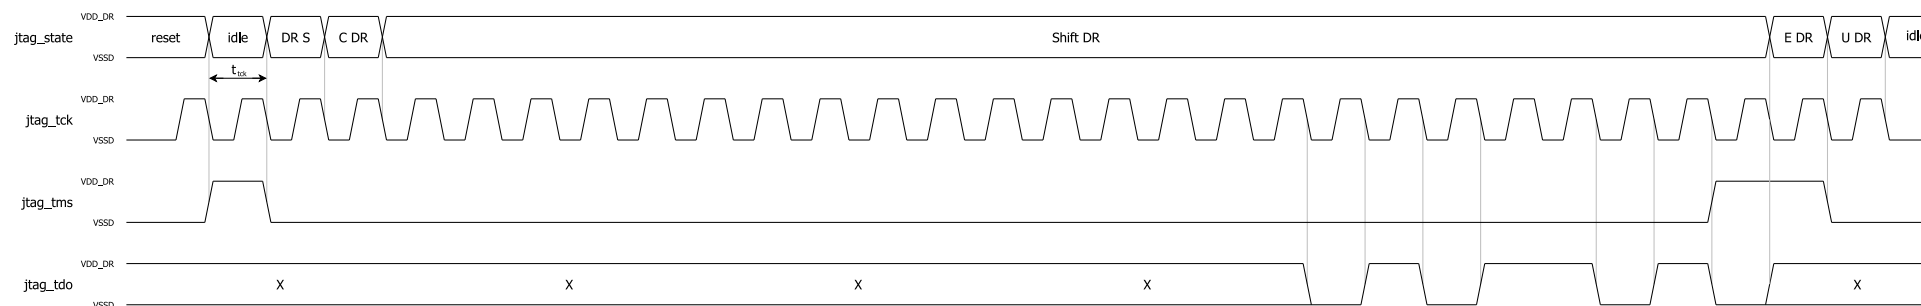 VDD_DR
jtag_state reset idle DR S C DR Shift DR E DR U DR idl
VSSD
t tck
VDD_DR
jtag_tck
VSSD
VDD_DR
jtag_tms
VSSD
VDD_DR
jtag_tdo X X X X X
VSSD